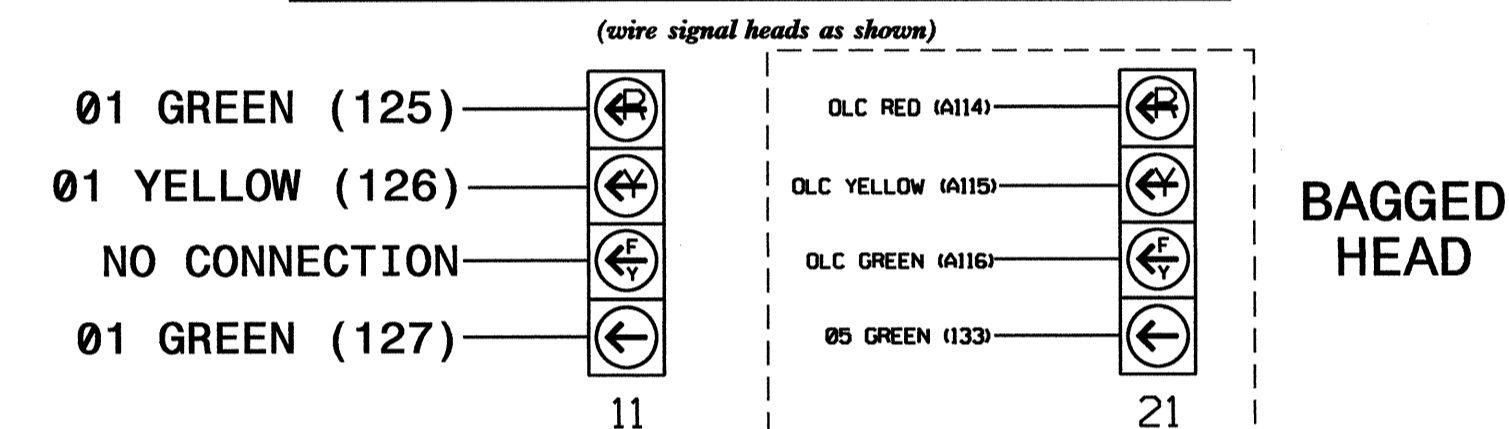 (wire signal heads as shown)
01 GREEN (125)
R
01 YELLOW (126)
Y
NO CONNECTION
F
Y
01 GREEN (127)
11
OLC RED (A114)
R
OLC YELLOW (A115)
Y
OLC GREEN (A116)
F
Y
05 GREEN (133)
21
BAGGED
HEAD